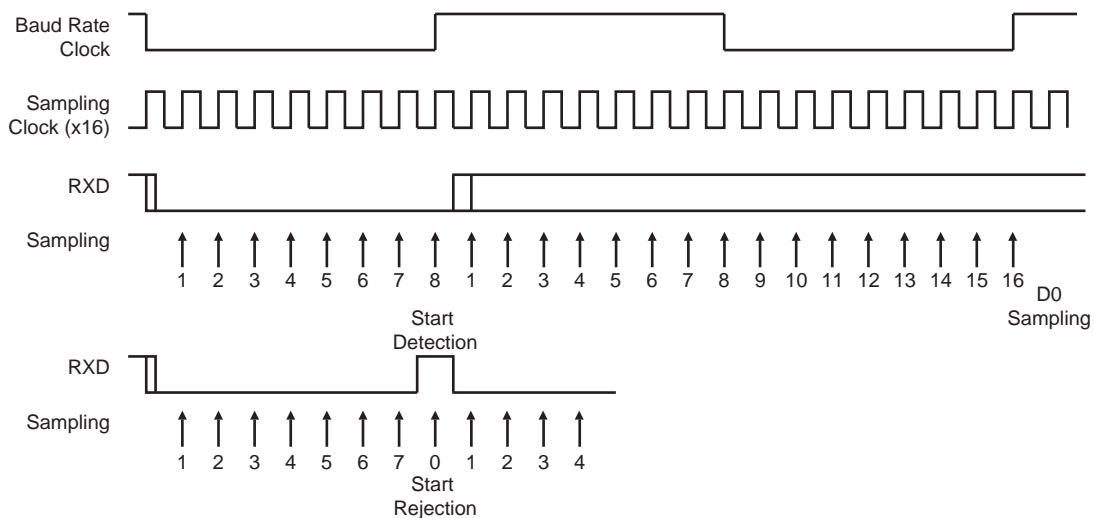 Baud Rate
Clock
Sampling
Clock (x16)
RXD
Sampling
1 2 3 4 5 6 7 8 1 2 3 4 5 6 7 8 9 10 11 12 13 14 15 16
D0
Sampling
Start
Detection
RXD
Sampling
1 2 3 4 5 6 7 0 1 2 3 4
Start
Rejection